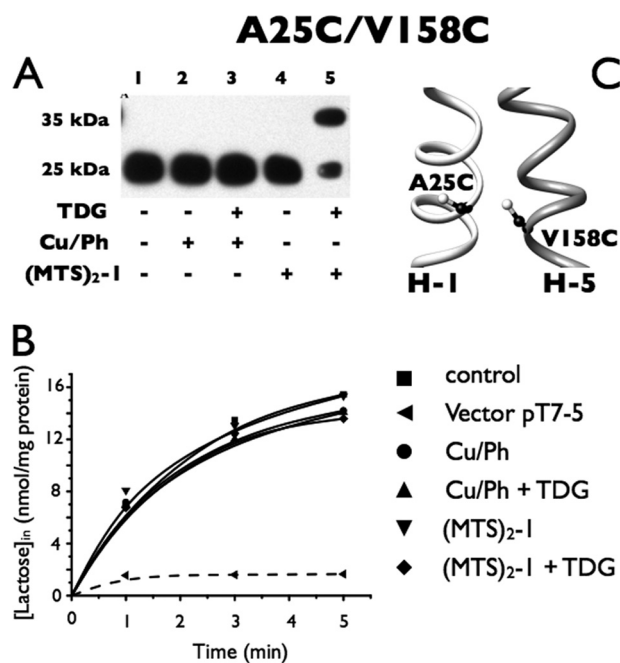 A25C/V158C
A
1 2 3 4 5
35 kDa
25 kDa
TDG - - + - +
Cu/Ph - + + - -
(MTS)₂-1 - - - + +
C
A25C
V158C
H-1 H-5
B
[Lactose]in (nmol/mg protein)
16
12
8
4
0
0 1 2 3 4 5
Time (min)
control
Vector pT7-5
Cu/Ph
Cu/Ph + TDG
(MTS)₂-1
(MTS)₂-1 + TDG